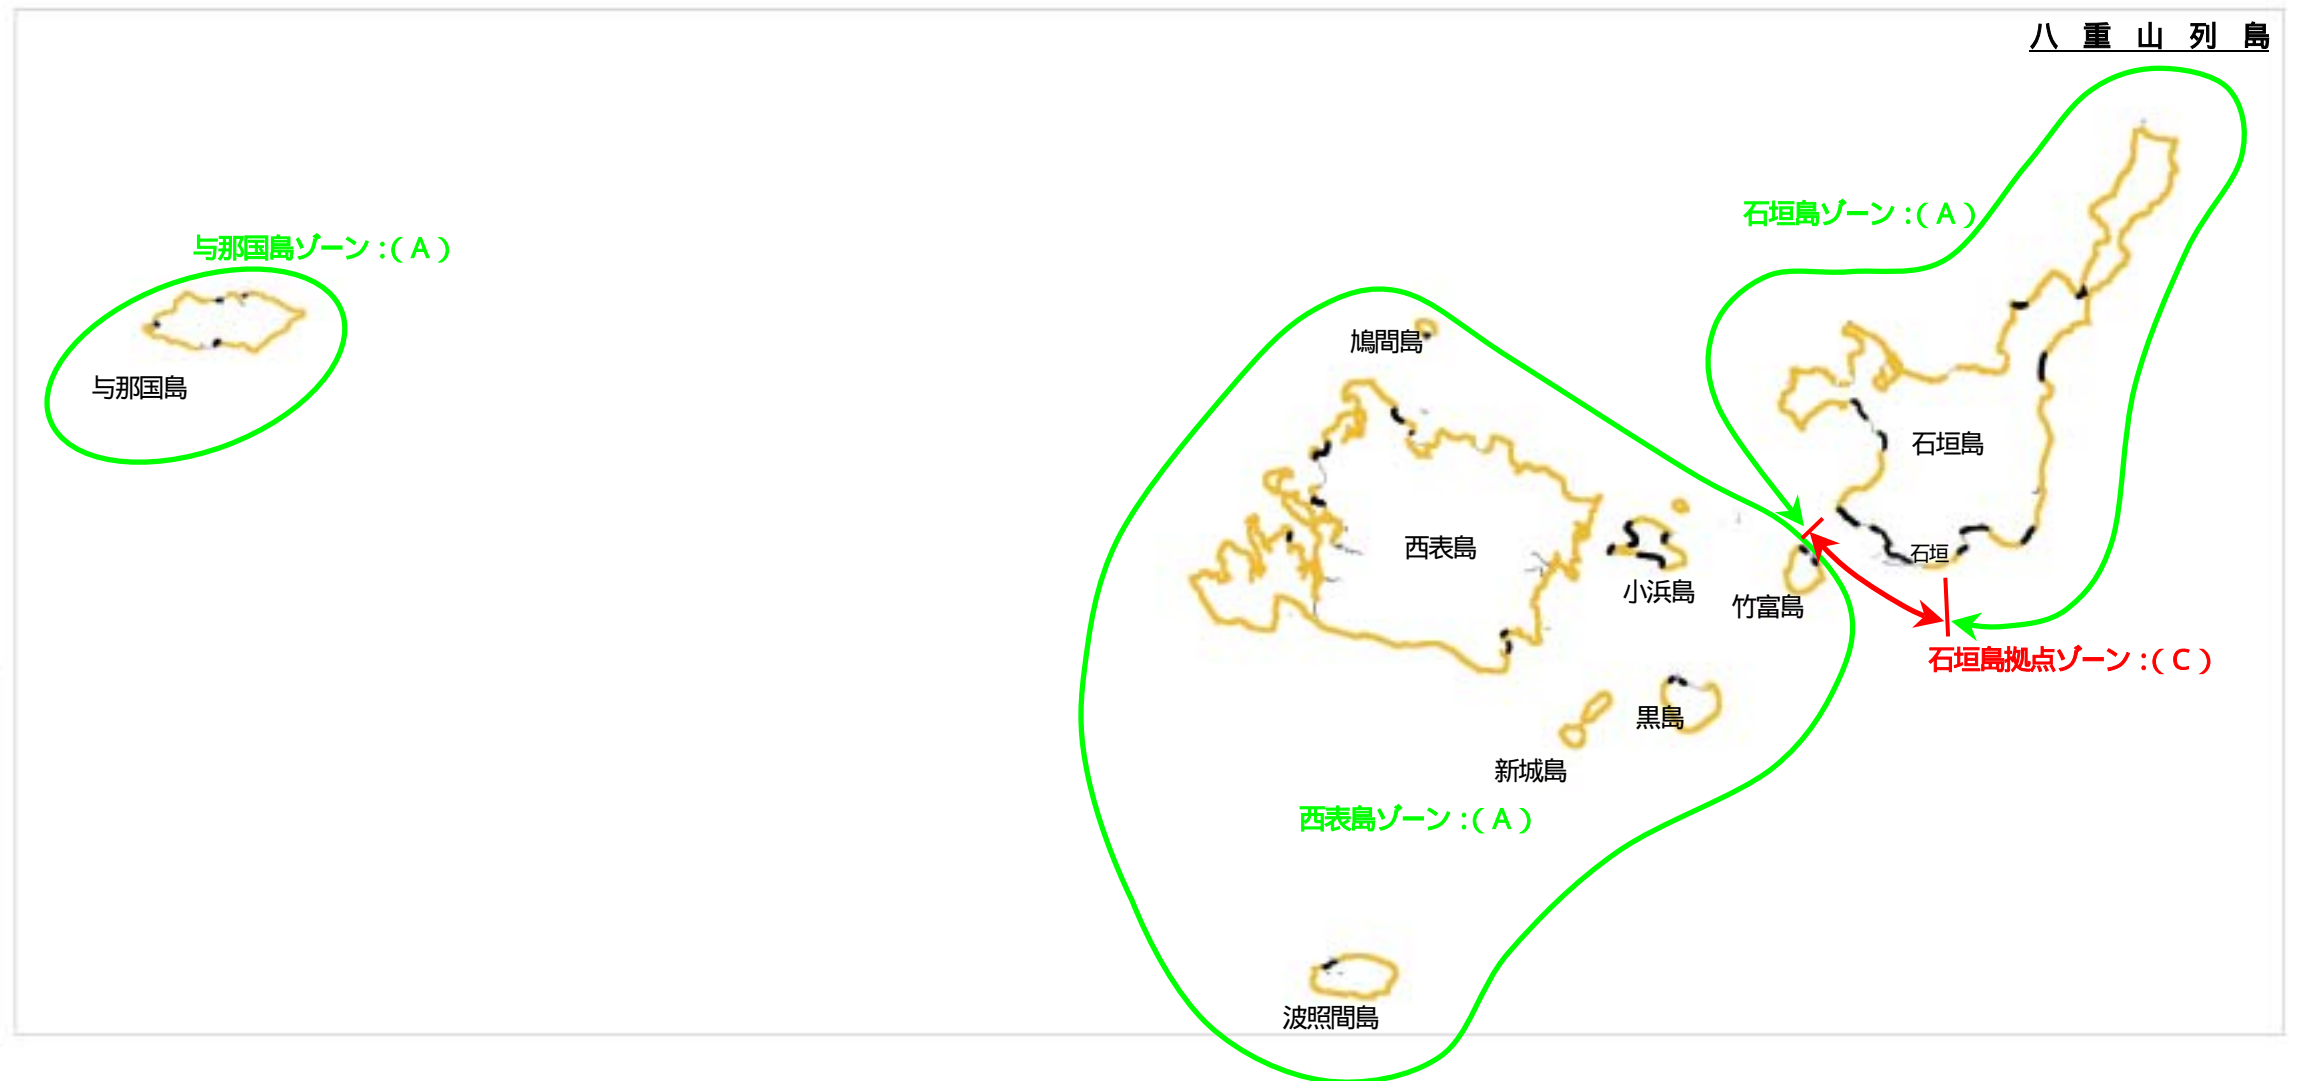 八重山列島
石垣島ゾーン：(Ａ)
与那国島ゾーン：(Ａ)
与那国島
鳩間島
石垣島
西表島
石垣
小浜島
竹富島
石垣島拠点ゾーン：(Ｃ)
黒島
新城島
西表島ゾーン：(Ａ)
波照間島